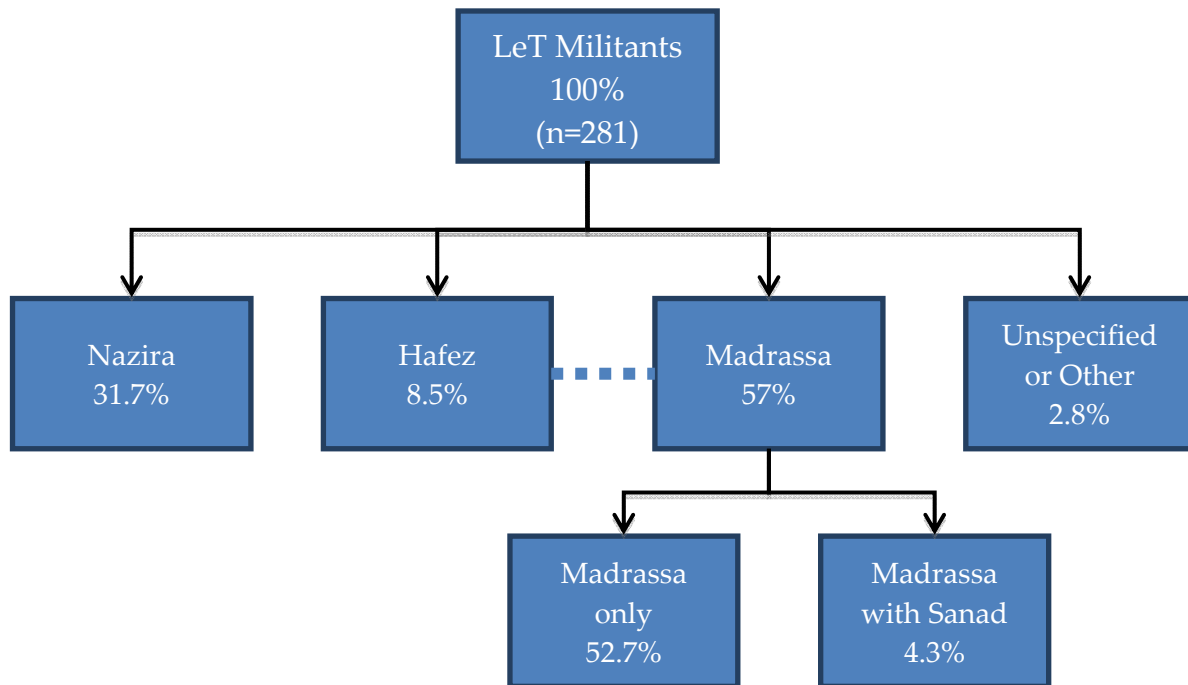 LeT Militants
100%
(n=281)
Nazira
31.7%
Hafez
8.5%
Madrassa
57%
Unspecified
or Other
2.8%
Madrassa
only
52.7%
Madrassa
with Sanad
4.3%